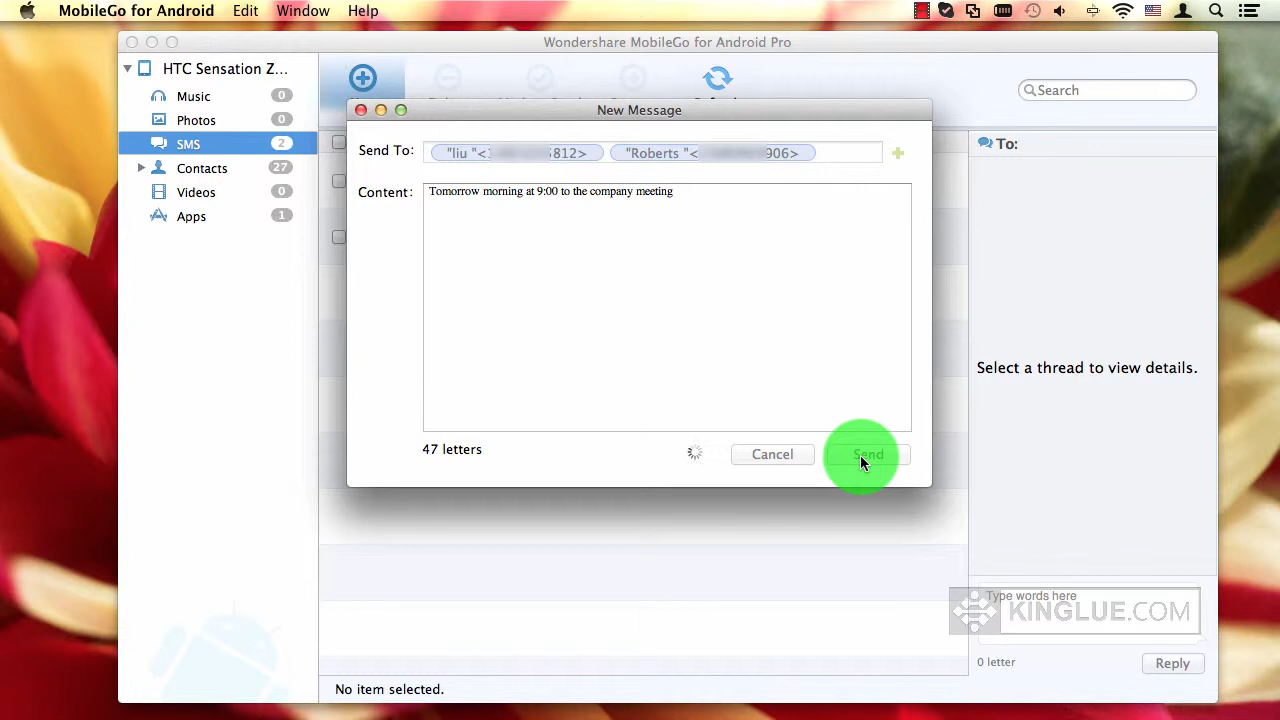 MobileGo for Android Edit Window Help
Wondershare MobileGo for Android Pro
HTC Sensation Z...
Music 0
Photos 0
SMS 2
Contacts 27
Videos 0
Apps 1
Search
New Message
Send To: "liu "< 812> "Roberts "< 906>
Content: Tomorrow morning at 9:00 to the company meeting
47 letters
Cancel
Send
To:
Select a thread to view details.
Type words here
KINGLUE.COM
0 letter
Reply
No item selected.